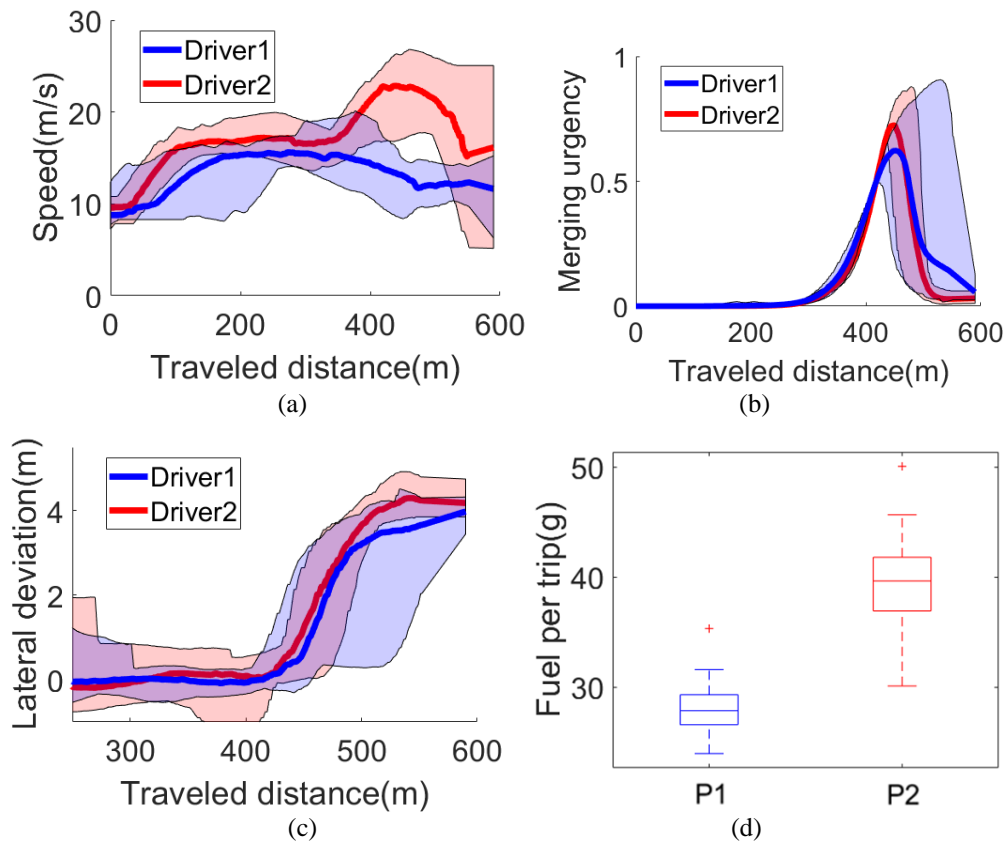 30
20
10
0
Speed(m/s)
Driver1
Driver2
0 200 400 600
Traveled distance(m)
(a)
1
0.5
0
Merging urgency
Driver1
Driver2
0 200 400 600
Traveled distance(m)
(b)
4
2
0
Lateral deviation(m)
Driver1
Driver2
300 400 500 600
Traveled distance(m)
(c)
50
40
30
Fuel per trip(g)
P1 P2
(d)